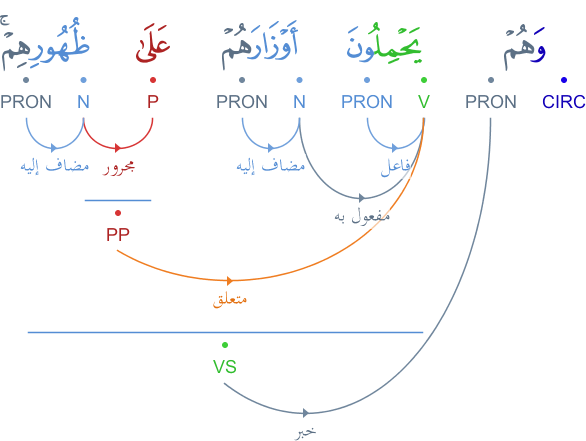 وَهُمْ يَحْمِلُونَ أَوْزَارَهُمْ عَلَىٰ ظُهُورِهِمْ ۚ
CIRC PRON V PRON N PRON P N PRON
فاعل مضاف إليه مجرور مضاف إليه
مفعول به
PP
متعلق
VS
خبر